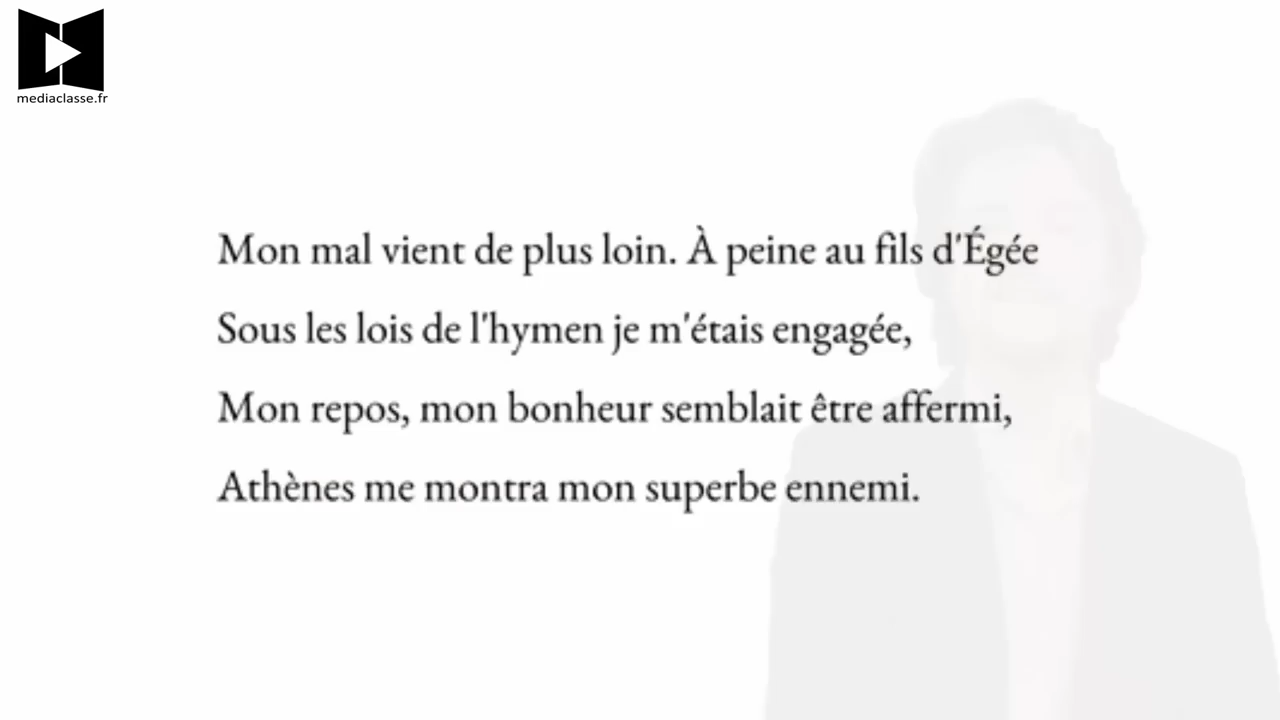 mediaclasse.fr
Mon mal vient de plus loin. À peine au fils d'Égée
Sous les lois de l'hymen je m'étais engagée,
Mon repos, mon bonheur semblait être affermi,
Athènes me montra mon superbe ennemi.